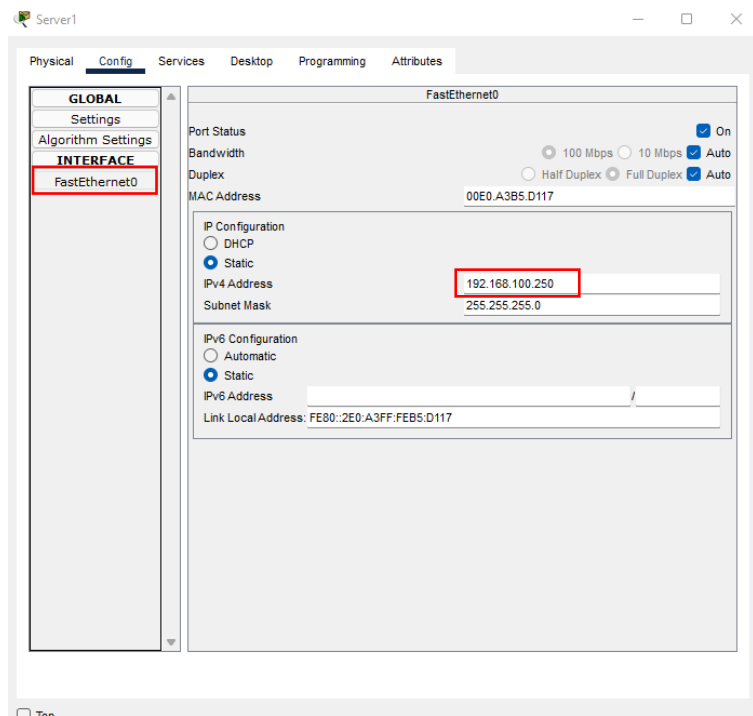 Server1
Physical Config Services Desktop Programming Attributes
GLOBAL
Settings
Algorithm Settings
INTERFACE
FastEthernet0
FastEthernet0
Port Status On
Bandwidth 100 Mbps 10 Mbps Auto
Duplex Half Duplex Full Duplex Auto
MAC Address 00E0.A3B5.D117
IP Configuration
DHCP
Static
IPv4 Address 192.168.100.250
Subnet Mask 255.255.255.0
IPv6 Configuration
Automatic
Static
IPv6 Address /
Link Local Address: FE80::2E0:A3FF:FEB5:D117
Top